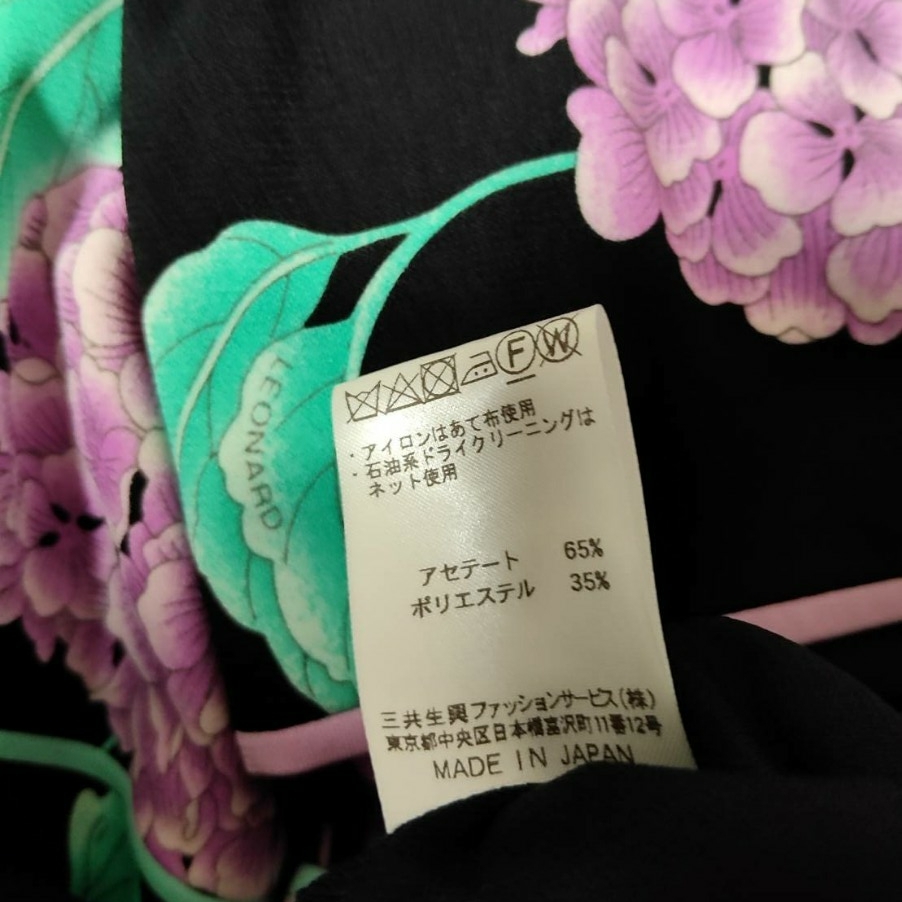 LEONARD
F W
・アイロンはあて布使用
・石油系ドライクリーニングは
ネット使用
アセテート 65%
ポリエステル 35%
三共生興ファッションサービス(株)
東京都中央区日本橋富沢町11番12号
MADE IN JAPAN